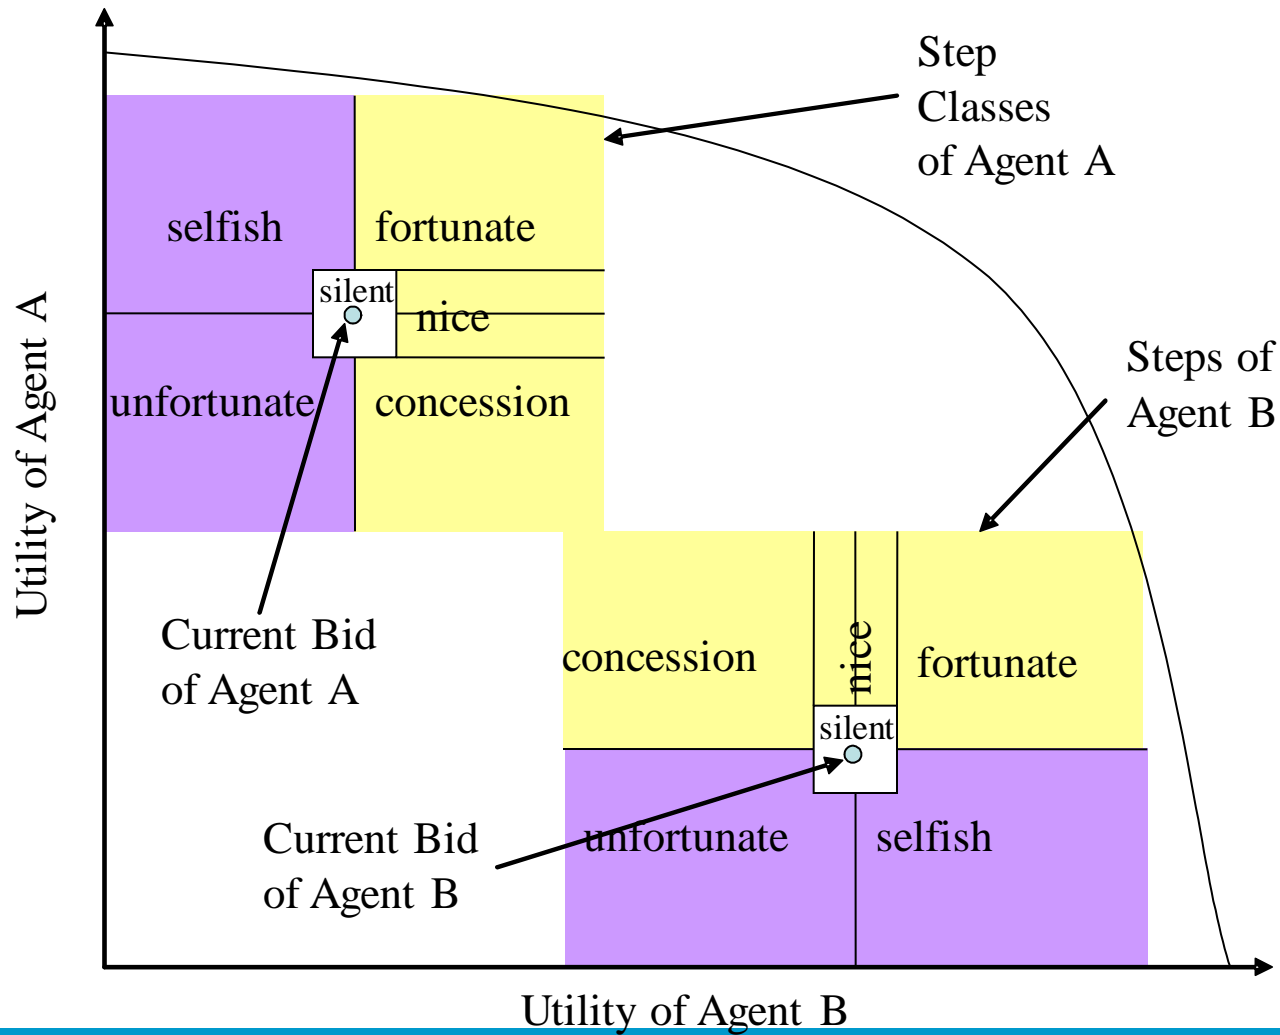 Step
Classes
of Agent A
selfish
fortunate
silent
nice
unfortunate
concession
Utility of Agent A
Steps of
Agent B
Current Bid
of Agent A
concession
nice
fortunate
silent
Current Bid
of Agent B
unfortunate
selfish
Utility of Agent B